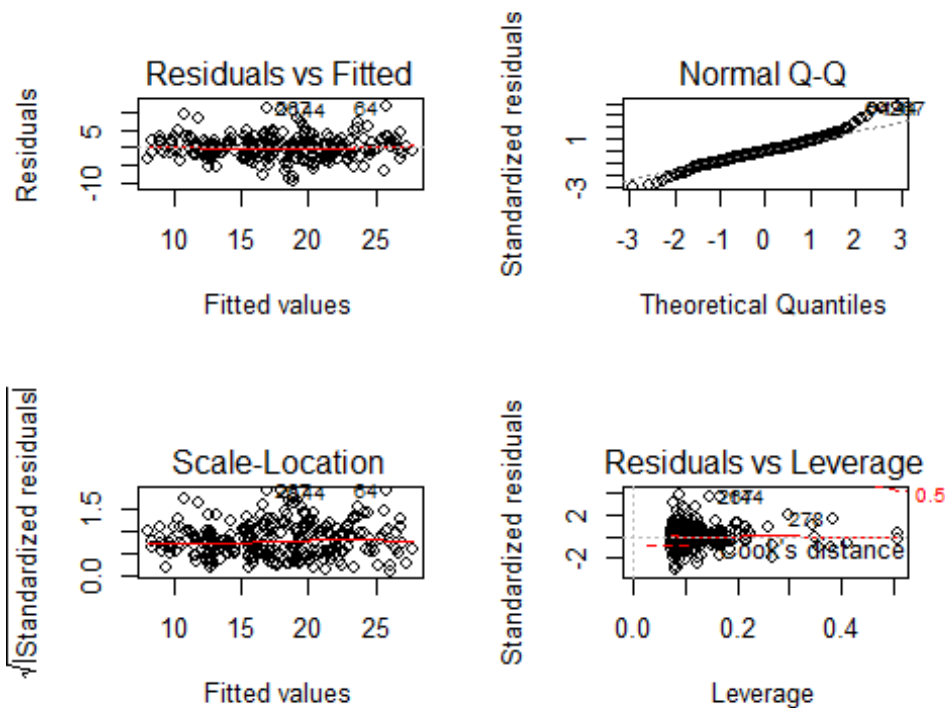 Residuals vs Fitted
Residuals
5
-10
64
10 15 20 25
Fitted values
Normal Q-Q
Standardized residuals
1
-3
-3 -2 -1 0 1 2 3
Theoretical Quantiles
Scale-Location
√|Standardized residuals|
1.5
0.0
64
10 15 20 25
Fitted values
Residuals vs Leverage
Standardized residuals
2
-2
278
0.5
Cook's distance
0.0 0.2 0.4
Leverage